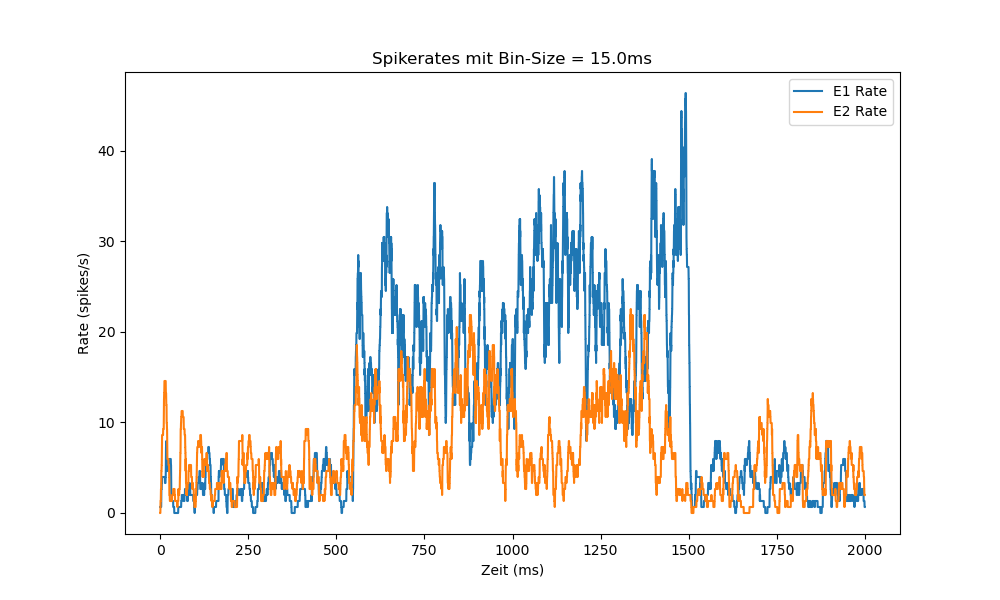 Spikerates mit Bin-Size = 15.0ms
E1 Rate
E2 Rate
Rate (spikes/s)
40
30
20
10
0
0 250 500 750 1000 1250 1500 1750 2000
Zeit (ms)